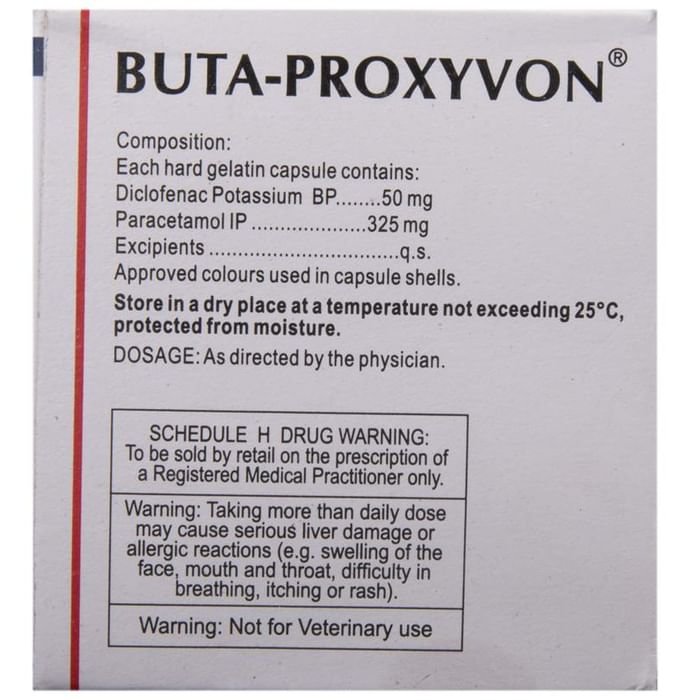 BUTA-PROXYVON®
Composition:
Each hard gelatin capsule contains:
Diclofenac Potassium BP........50 mg
Paracetamol IP ....................325 mg
Excipients ................................q.s.
Approved colours used in capsule shells.
Store in a dry place at a temperature not exceeding 25°C,
protected from moisture.
DOSAGE: As directed by the physician.
SCHEDULE H DRUG WARNING:
To be sold by retail on the prescription of
a Registered Medical Practitioner only.
Warning: Taking more than daily dose
may cause serious liver damage or
allergic reactions (e.g. swelling of the
face, mouth and throat, difficulty in
breathing, itching or rash).
Warning: Not for Veterinary use